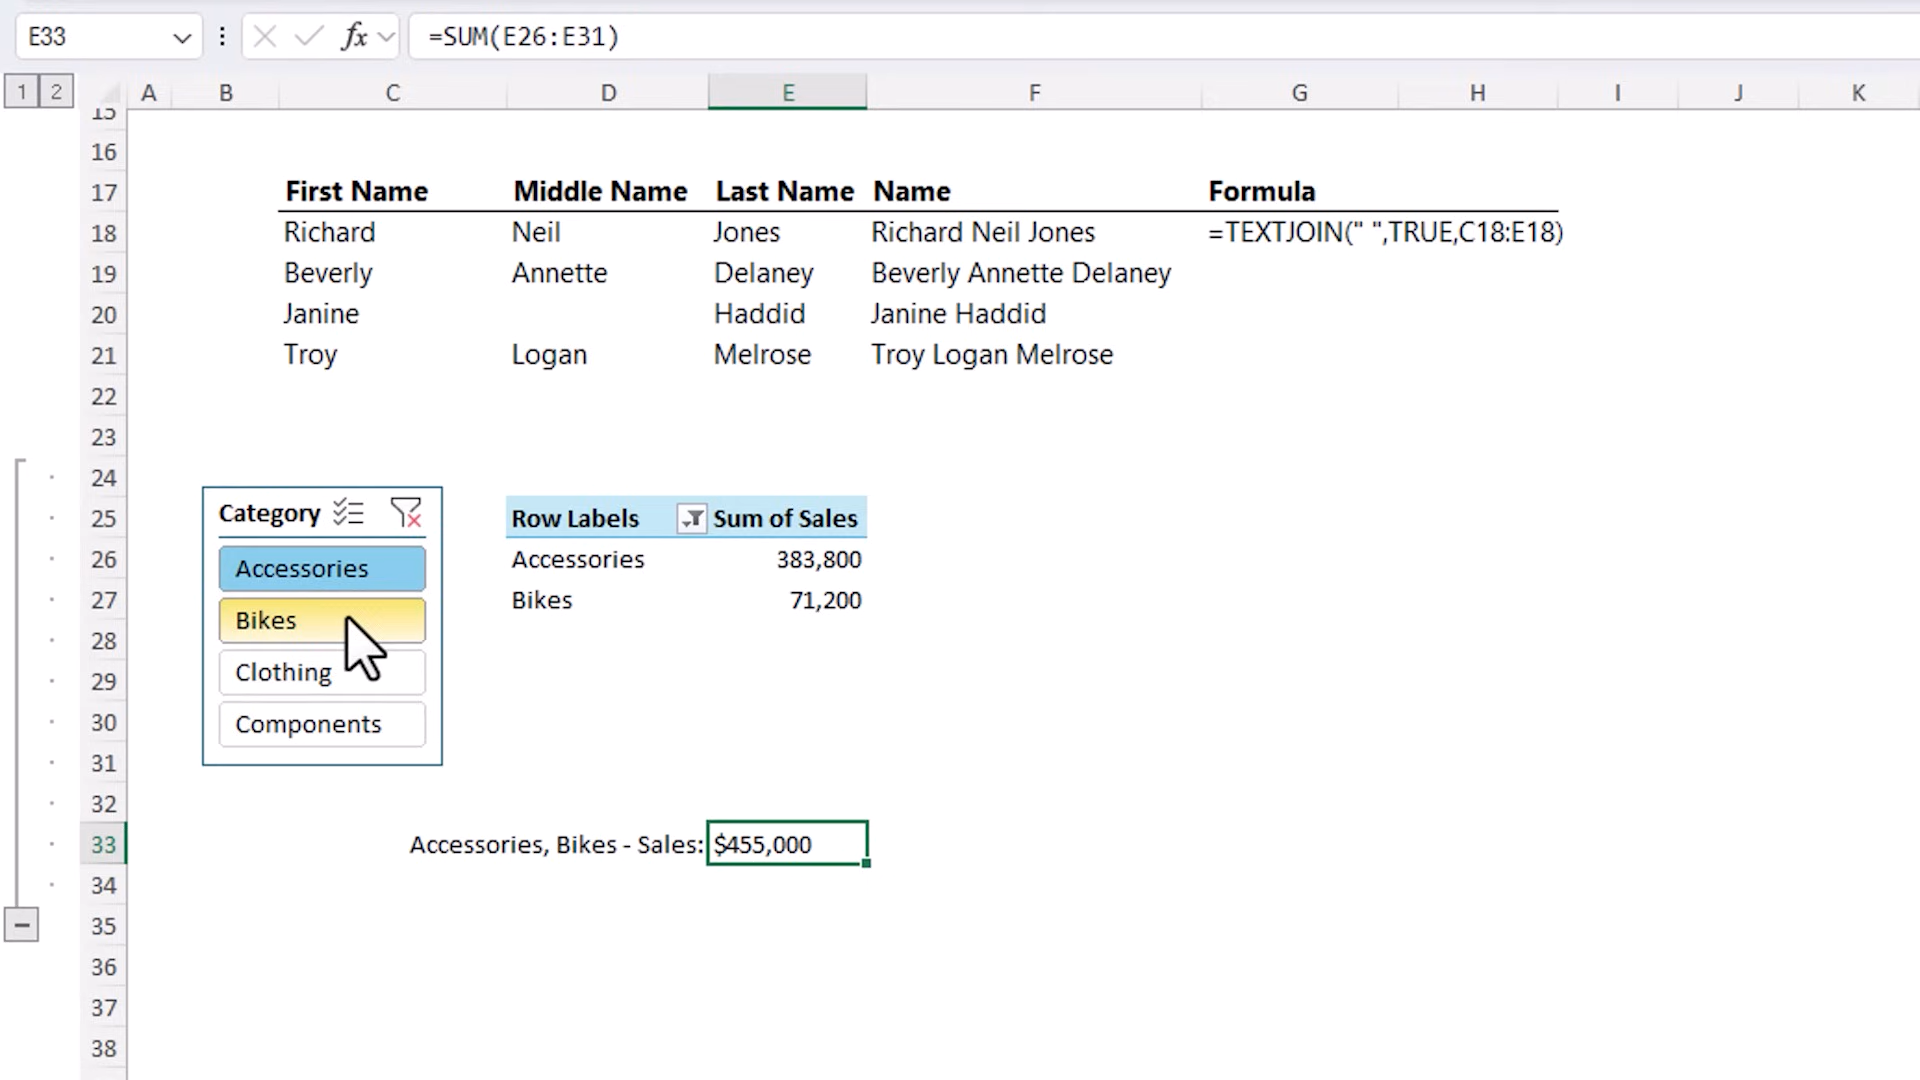 E33 fx =SUM(E26:E31)
1 2 A B C D E F G H I J K
15
16
17 First Name Middle Name Last Name Name Formula
18 Richard Neil Jones Richard Neil Jones =TEXTJOIN(" ",TRUE,C18:E18)
19 Beverly Annette Delaney Beverly Annette Delaney
20 Janine Haddid Janine Haddid
21 Troy Logan Melrose Troy Logan Melrose
22
23
24
25 Category Row Labels Sum of Sales
26 Accessories Accessories 383,800
27 Bikes Bikes 71,200
28
29 Clothing
30 Components
31
32
33 Accessories, Bikes - Sales: $455,000
34
35
36
37
38